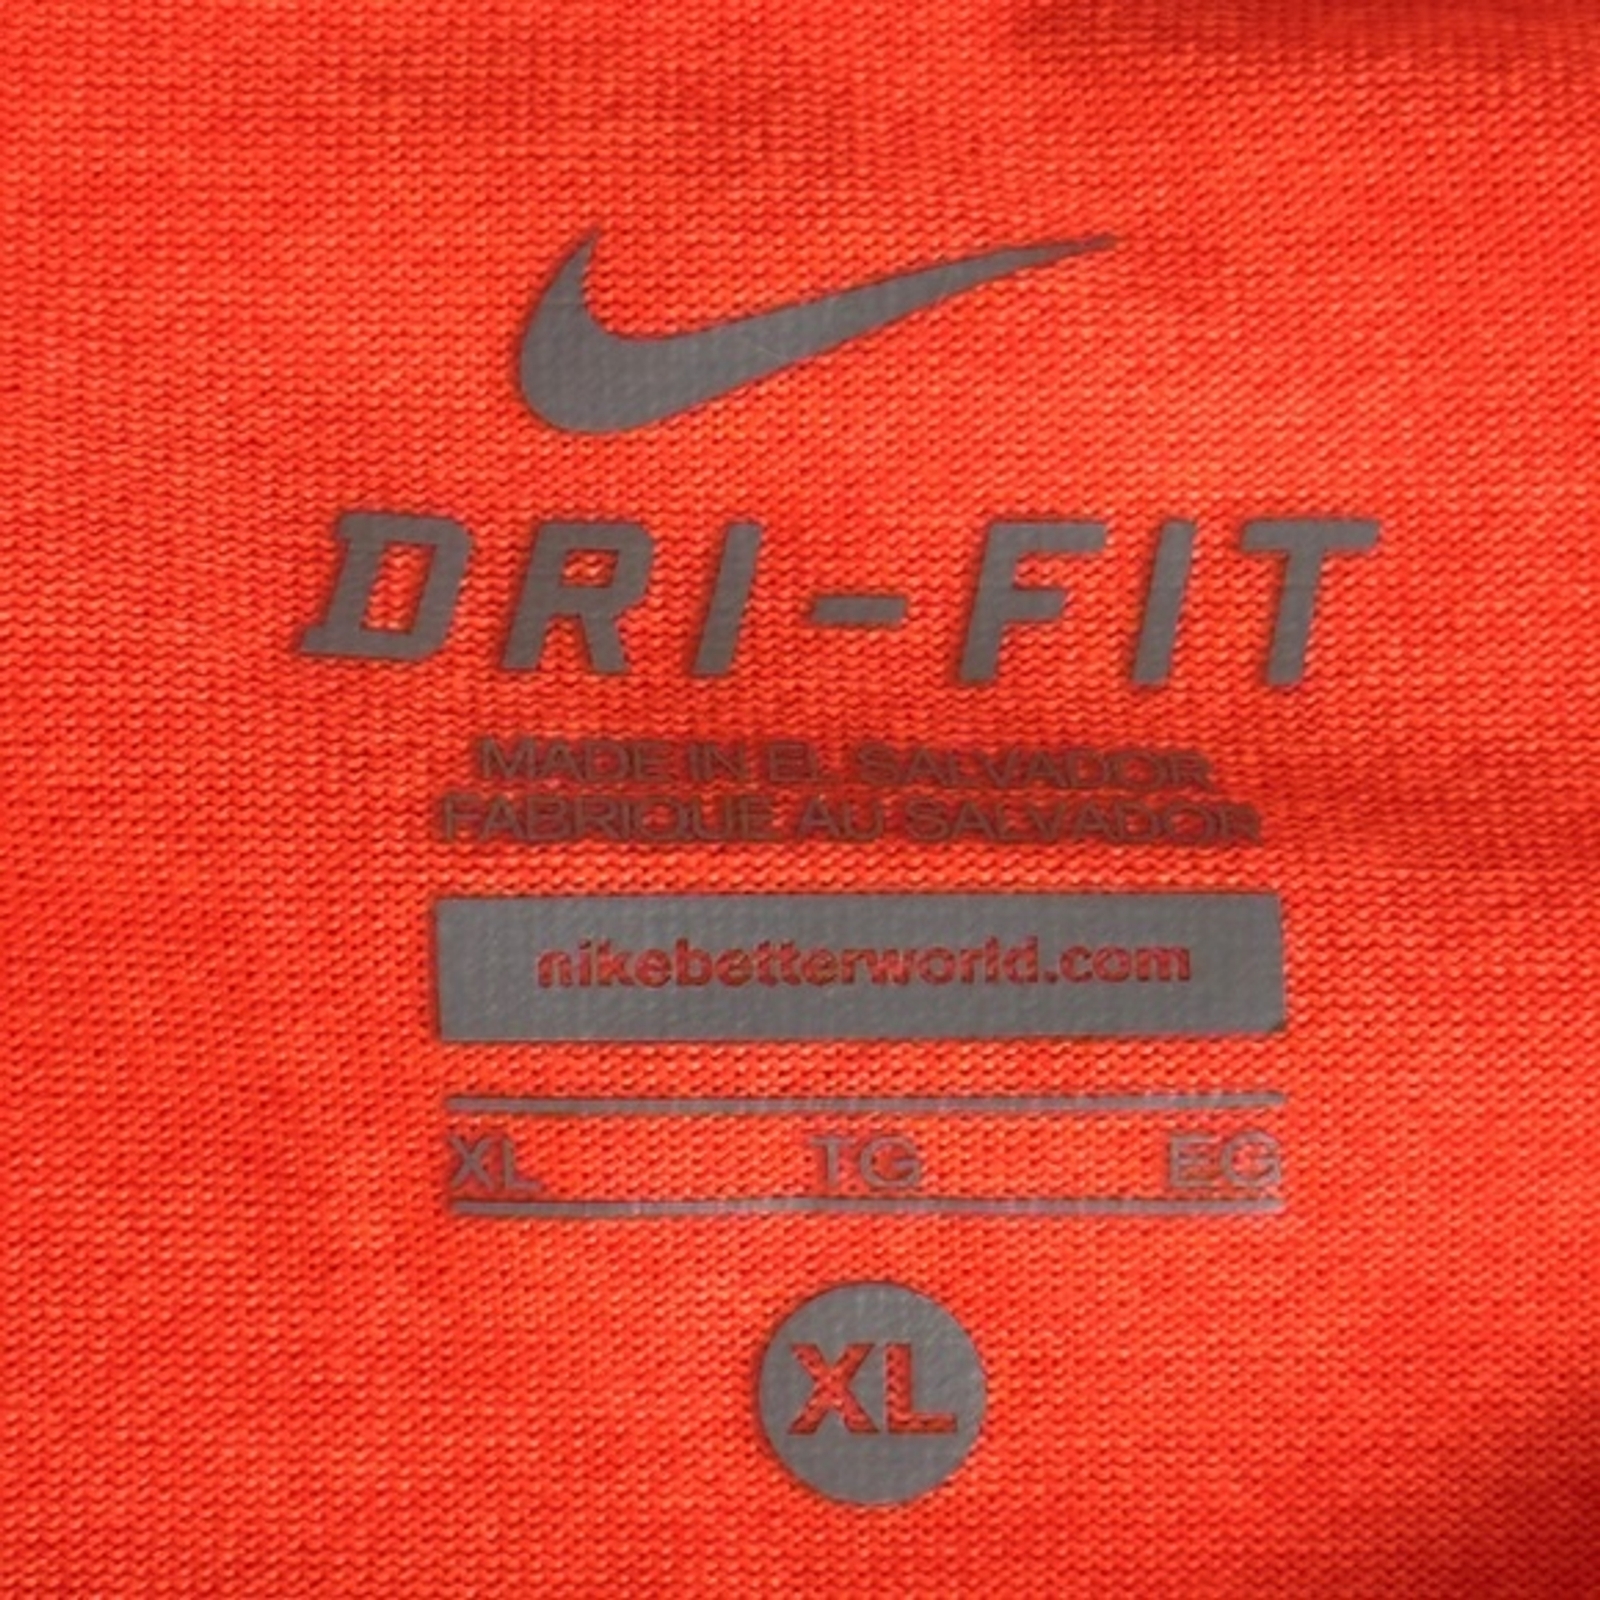 DRI-FIT
MADE IN EL SALVADOR
FABRIQUE AU SALVADOR
nikebetterworld.com
XL TG EG
XL